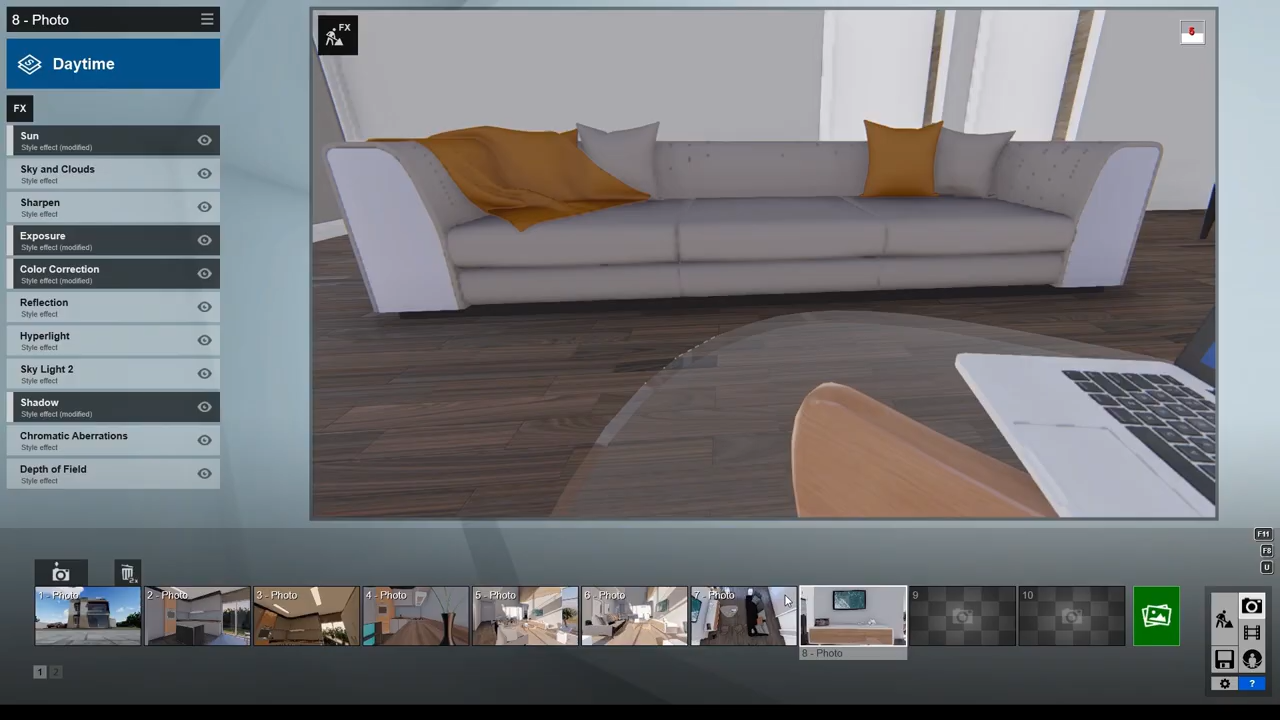 8 - Photo
Daytime
FX
Sun
Style effect (modified)
Sky and Clouds
Style effect
Sharpen
Style effect
Exposure
Style effect (modified)
Color Correction
Style effect (modified)
Reflection
Style effect
Hyperlight
Style effect
Sky Light 2
Style effect
Shadow
Style effect (modified)
Chromatic Aberrations
Style effect
Depth of Field
Style effect
FX
5
F11
F8
U
1 - Photo
2 - Photo
3 - Photo
4 - Photo
5 - Photo
6 - Photo
7 - Photo
8 - Photo
9
10
1
2
?